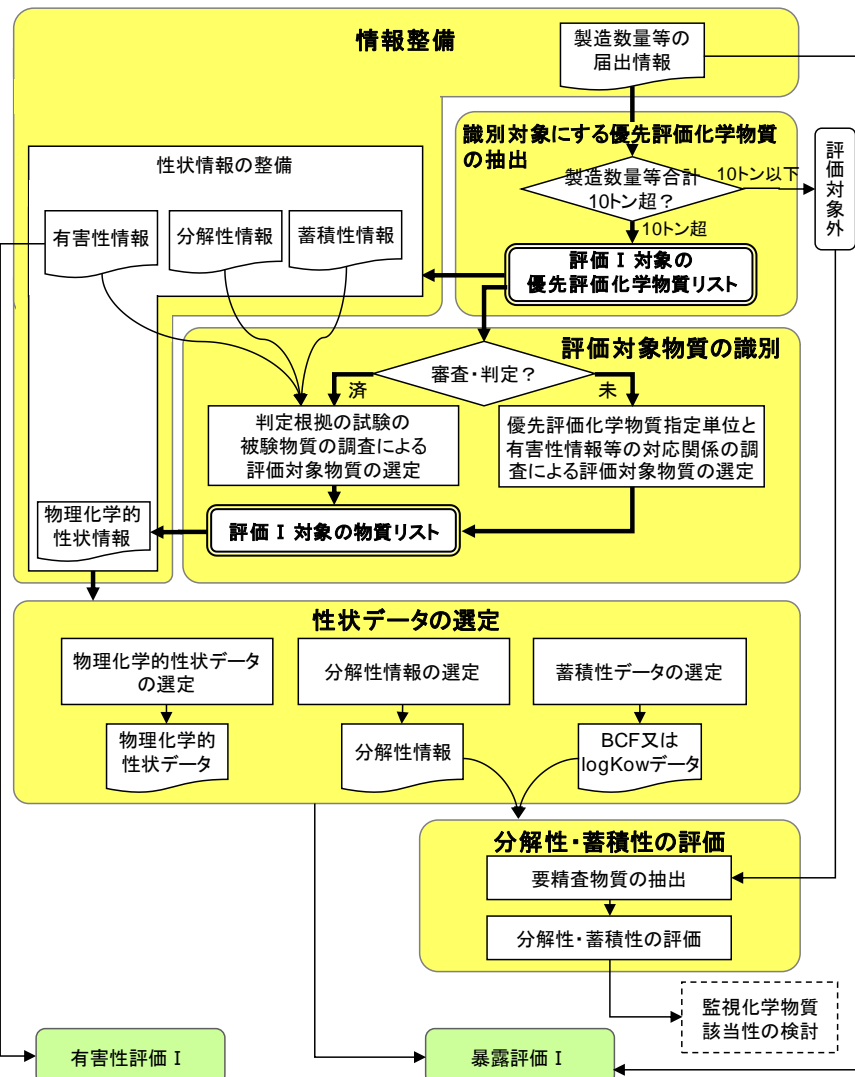 情報整備
製造数量等の
届出情報
識別対象にする優先評価化学物質
の抽出
製造数量等合計
10トン超？
10トン以下
評価対象外
10トン超
評価Ⅰ対象の
優先評価化学物質リスト
性状情報の整備
有害性情報
分解性情報
蓄積性情報
評価対象物質の識別
審査・判定？
済
未
判定根拠の試験の
被験物質の調査による
評価対象物質の選定
優先評価化学物質指定単位と
有害性情報等の対応関係の調
査による評価対象物質の選定
物理化学的
性状情報
評価Ⅰ対象の物質リスト
性状データの選定
物理化学的性状データ
の選定
分解性情報の選定
蓄積性データの選定
物理化学的
性状データ
分解性情報
BCF又は
logKowデータ
分解性・蓄積性の評価
要精査物質の抽出
分解性・蓄積性の評価
監視化学物質
該当性の検討
有害性評価Ⅰ
暴露評価Ⅰ